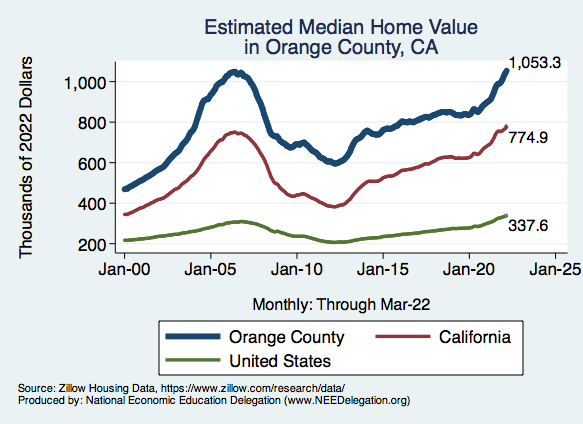 Estimated Median Home Value
in Orange County, CA
Thousands of 2022 Dollars
1,000
800
600
400
200
1,053.3
774.9
337.6
Jan-00 Jan-05 Jan-10 Jan-15 Jan-20 Jan-25
Monthly: Through Mar-22
Orange County California
United States
Source: Zillow Housing Data, https://www.zillow.com/research/data/
Produced by: National Economic Education Delegation (www.NEEDelegation.org)